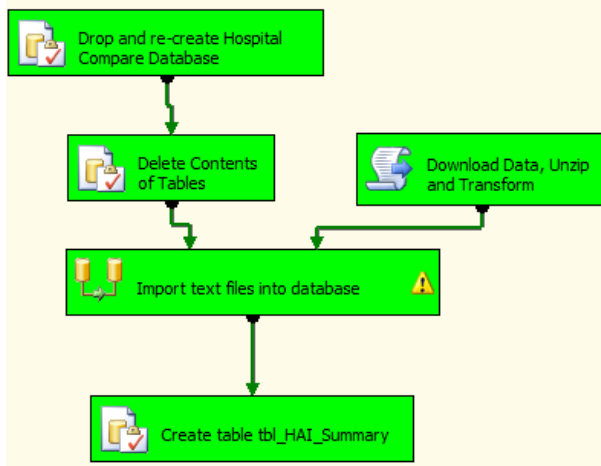 Drop and re-create Hospital
Compare Database
Delete Contents
of Tables
Download Data, Unzip
and Transform
Import text files into database
Create table tbl_HAI_Summary